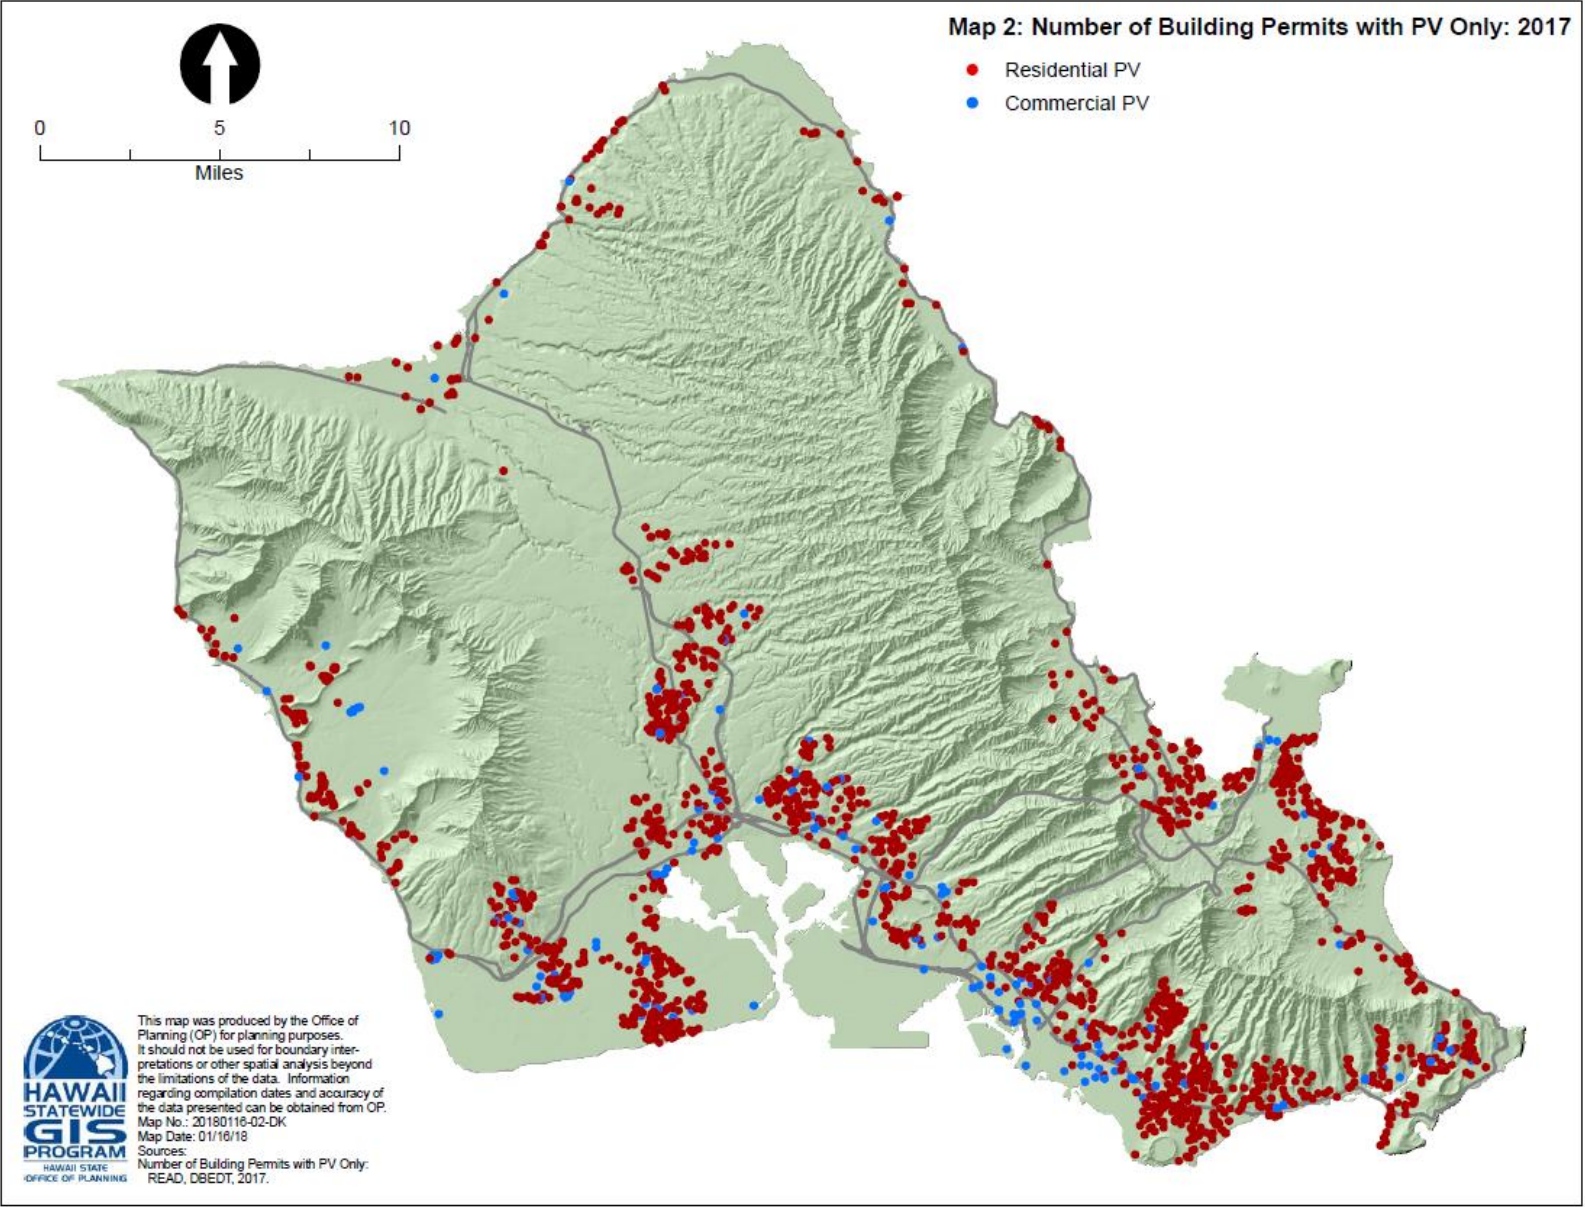 Map 2: Number of Building Permits with PV Only: 2017
Residential PV
Commercial PV
0 5 10
Miles
This map was produced by the Office of
Planning (OP) for planning purposes.
It should not be used for boundary inter-
pretations or other spatial analysis beyond
the limitations of the data. Information
regarding compilation dates and accuracy of
the data presented can be obtained from OP.
Map No.: 20180116-02-DK
Map Date: 01/16/18
Sources:
Number of Building Permits with PV Only:
READ, DBEDT, 2017.
HAWAII
STATEWIDE
GIS
PROGRAM
HAWAII STATE
OFFICE OF PLANNING